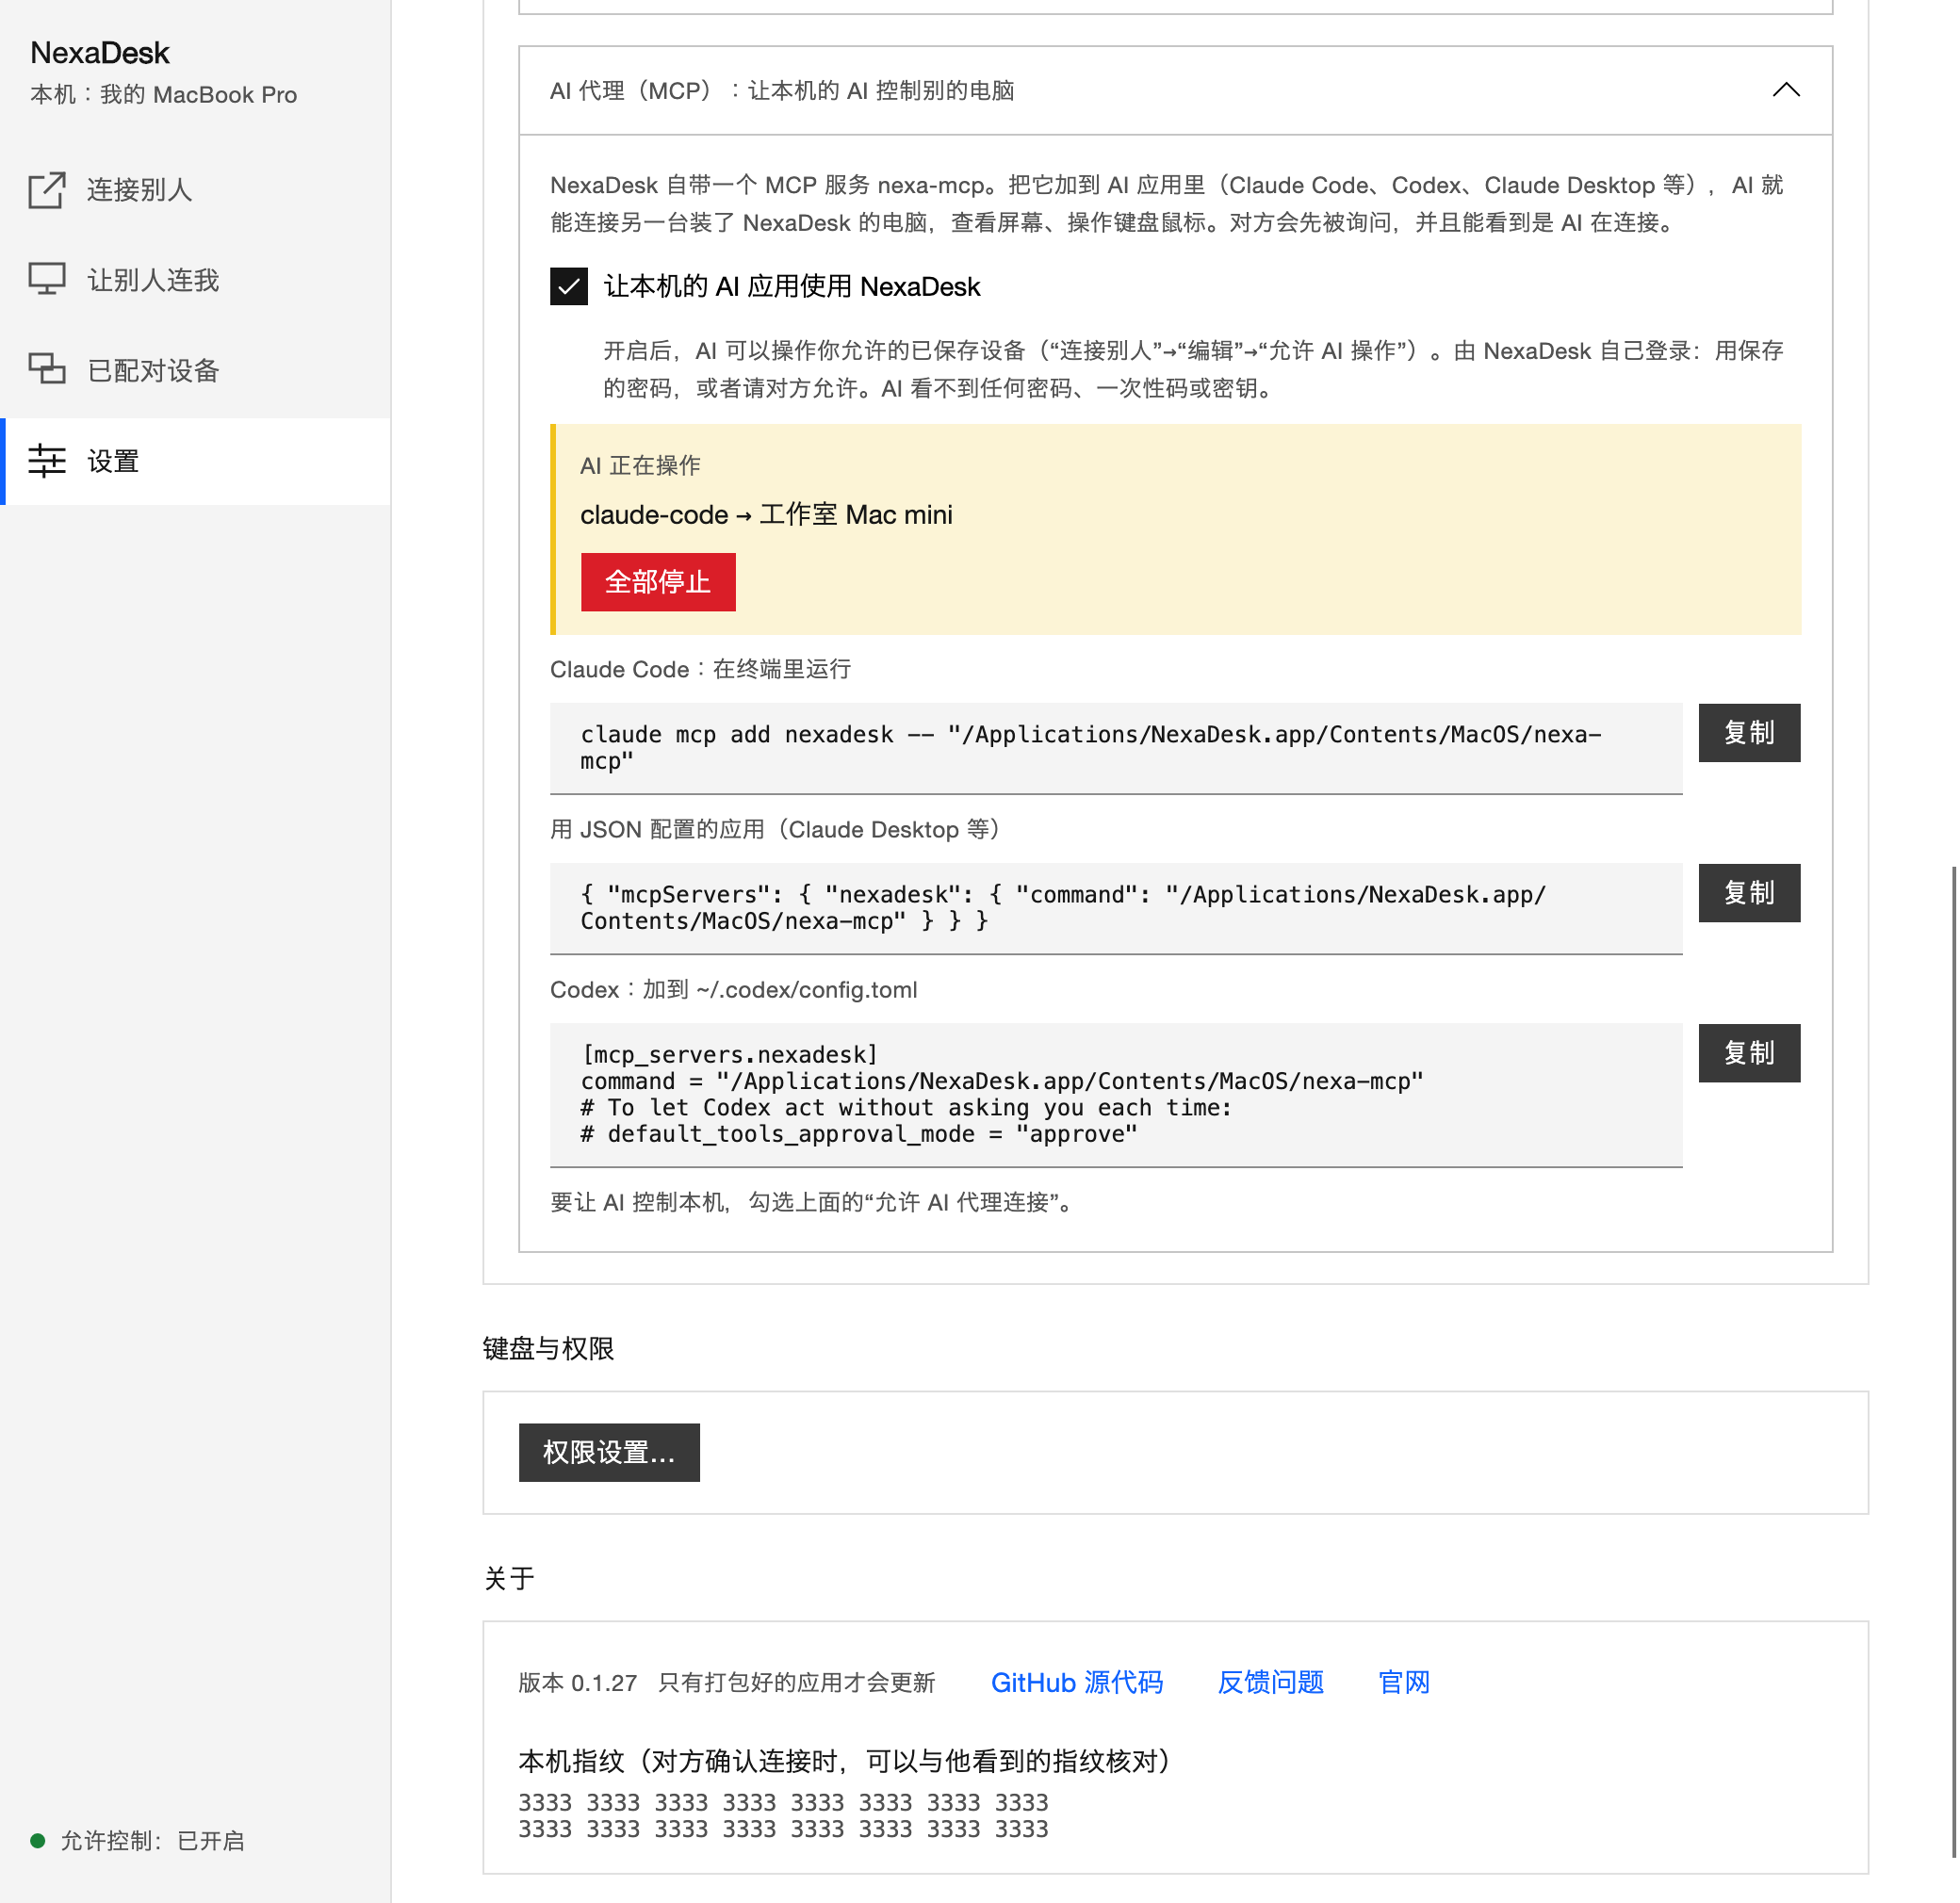 NexaDesk
本机：我的 MacBook Pro
连接别人
让别人连我
已配对设备
设置
允许控制：已开启
AI 代理（MCP）：让本机的 AI 控制别的电脑
NexaDesk 自带一个 MCP 服务 nexa-mcp。把它加到 AI 应用里（Claude Code、Codex、Claude Desktop 等），AI 就
能连接另一台装了 NexaDesk 的电脑，查看屏幕、操作键盘鼠标。对方会先被询问，并且能看到是 AI 在连接。
让本机的 AI 应用使用 NexaDesk
开启后，AI 可以操作你允许的已保存设备（“连接别人”→“编辑”→“允许 AI 操作”）。由 NexaDesk 自己登录：用保存
的密码，或者请对方允许。AI 看不到任何密码、一次性码或密钥。
AI 正在操作
claude-code → 工作室 Mac mini
全部停止
Claude Code：在终端里运行
claude mcp add nexadesk -- "/Applications/NexaDesk.app/Contents/MacOS/nexa-
mcp"
复制
用 JSON 配置的应用（Claude Desktop 等）
{ "mcpServers": { "nexadesk": { "command": "/Applications/NexaDesk.app/
Contents/MacOS/nexa-mcp" } } }
复制
Codex：加到 ~/.codex/config.toml
[mcp_servers.nexadesk]
command = "/Applications/NexaDesk.app/Contents/MacOS/nexa-mcp"
# To let Codex act without asking you each time:
# default_tools_approval_mode = "approve"
复制
要让 AI 控制本机，勾选上面的“允许 AI 代理连接”。
键盘与权限
权限设置...
关于
版本 0.1.27 只有打包好的应用才会更新 GitHub 源代码 反馈问题 官网
本机指纹（对方确认连接时，可以与他看到的指纹核对）
3333 3333 3333 3333 3333 3333 3333 3333
3333 3333 3333 3333 3333 3333 3333 3333